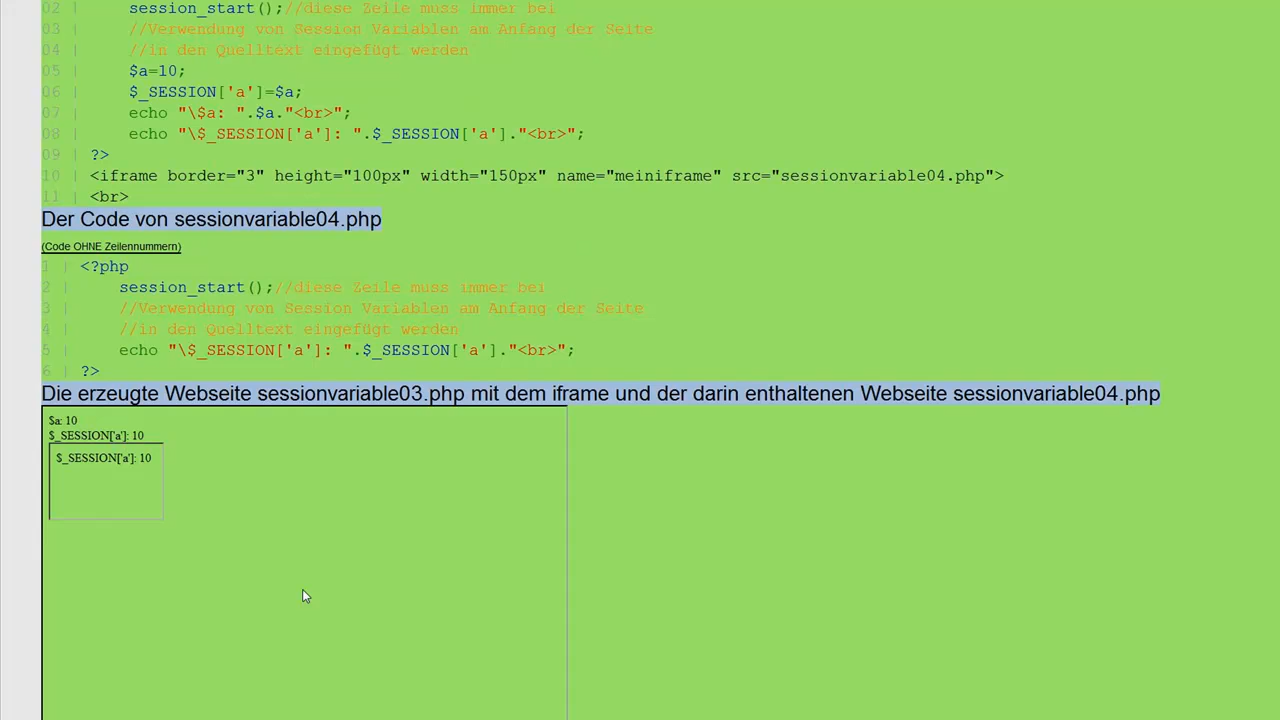 02 | session_start();//diese Zeile muss immer bei
03 | //Verwendung von Session Variablen am Anfang der Seite
04 | //in den Quelltext eingefügt werden
05 | $a=10;
06 | $_SESSION['a']=$a;
07 | echo "\$a: ".$a."<br>";
08 | echo "\$_SESSION['a']: ".$_SESSION['a']."<br>";
09 | ?>
10 | <iframe border="3" height="100px" width="150px" name="meiniframe" src="sessionvariable04.php">
11 | <br>
Der Code von sessionvariable04.php
(Code OHNE Zeilennummern)
1 | <?php
2 | session_start();//diese Zeile muss immer bei
3 | //Verwendung von Session Variablen am Anfang der Seite
4 | //in den Quelltext eingefügt werden
5 | echo "\$_SESSION['a']: ".$_SESSION['a']."<br>";
6 | ?>
Die erzeugte Webseite sessionvariable03.php mit dem iframe und der darin enthaltenen Webseite sessionvariable04.php
$a: 10
$_SESSION['a']: 10
$_SESSION['a']: 10